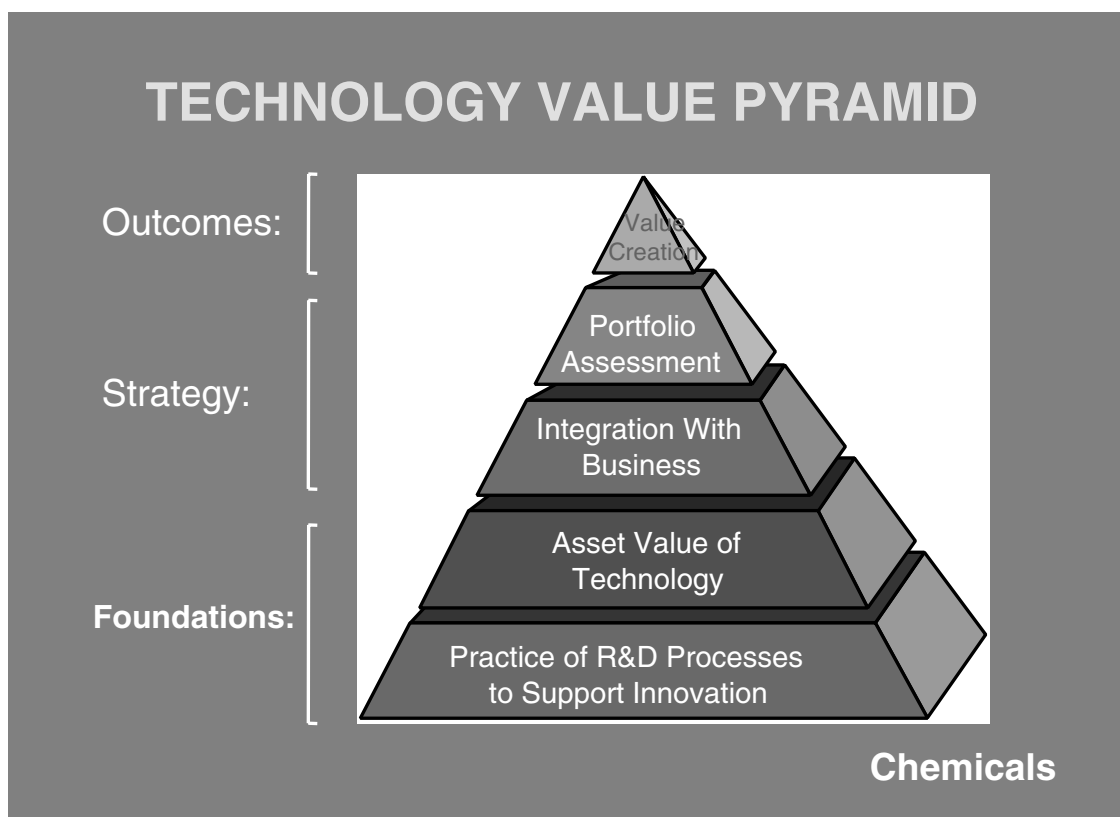 TECHNOLOGY VALUE PYRAMID
Outcomes:
Value
Creation
Strategy:
Portfolio
Assessment
Integration With
Business
Foundations:
Asset Value of
Technology
Practice of R&D Processes
to Support Innovation
Chemicals